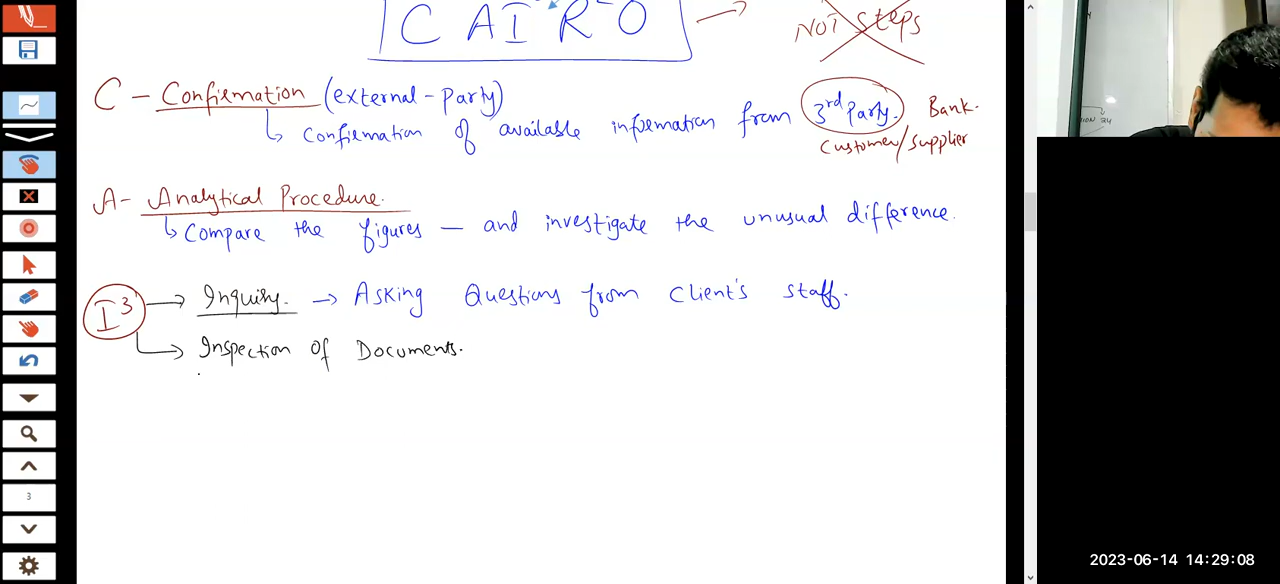 C A I R O → NOT steps
C - Confirmation (external-Party)
↳ Confirmation of available information from 3rd Party. Bank.
Customer/Supplier
A- Analytical Procedure.
↳ Compare the figures — and investigate the unusual difference.
I3 → Inquiry. → Asking Questions from Client's staff.
→ Inspection of Documents.
3
2023-06-14 14:29:08